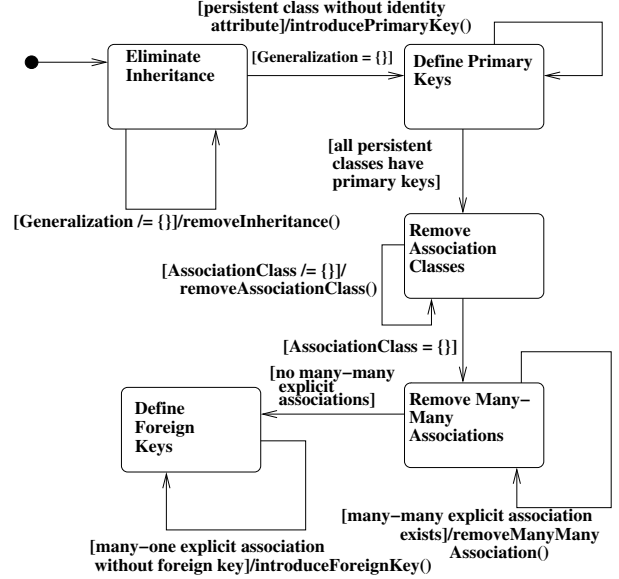 [persistent class without identity
attribute]/introducePrimaryKey()
Eliminate
Inheritance
[Generalization = {}]
Define Primary
Keys
[all persistent
classes have
primary keys]
[Generalization /= {}]/removeInheritance()
Remove
Association
Classes
[AssociationClass /= {}]/
removeAssociationClass()
[AssociationClass = {}]
[no many−many
explicit
associations]
Define
Foreign
Keys
Remove Many−
Many
Associations
[many−one explicit association
without foreign key]/introduceForeignKey()
[many−many explicit association
exists]/removeManyMany
Association()